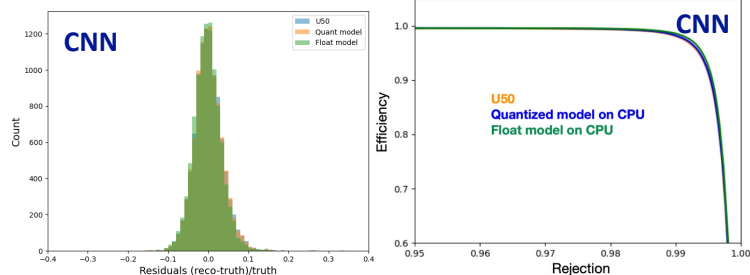 CNN
U50
Quant model
Float model
Count
1200
1000
800
600
400
200
0
−0.4 −0.3 −0.2 −0.1 0.0 0.1 0.2 0.3 0.4
Residuals (reco-truth)/truth
CNN
U50
Quantized model on CPU
Float model on CPU
Efficiency
1.0
0.9
0.8
0.7
0.6
0.95 0.96 0.97 0.98 0.99 1.00
Rejection